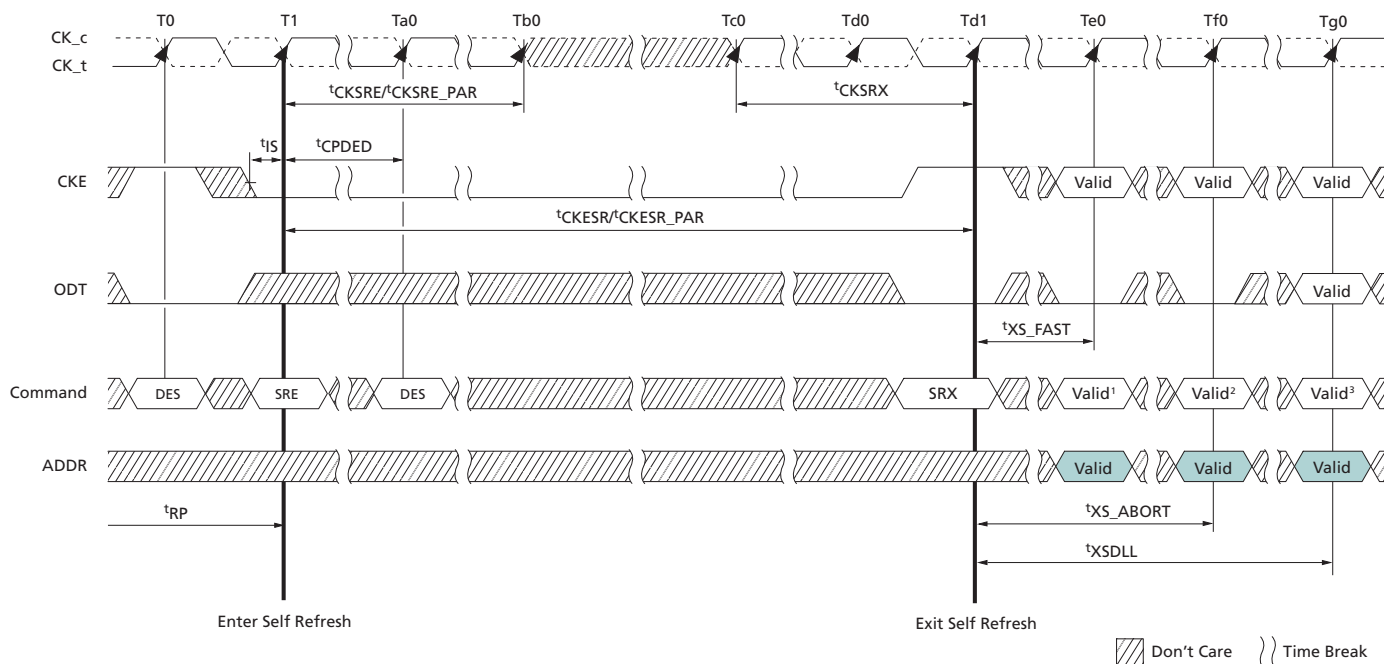 T0 T1 Ta0 Tb0 Tc0 Td0 Td1 Te0 Tf0 Tg0
CK_c
CK_t
tCKSRE/tCKSRE_PAR
tCKSRX
tIS
tCPDED
CKE
Valid Valid Valid
tCKESR/tCKESR_PAR
ODT
Valid
tXS_FAST
Command
DES SRE DES SRX Valid1 Valid2 Valid3
ADDR
Valid Valid Valid
tRP
tXS_ABORT
tXSDLL
Enter Self Refresh
Exit Self Refresh
Don't Care
Time Break